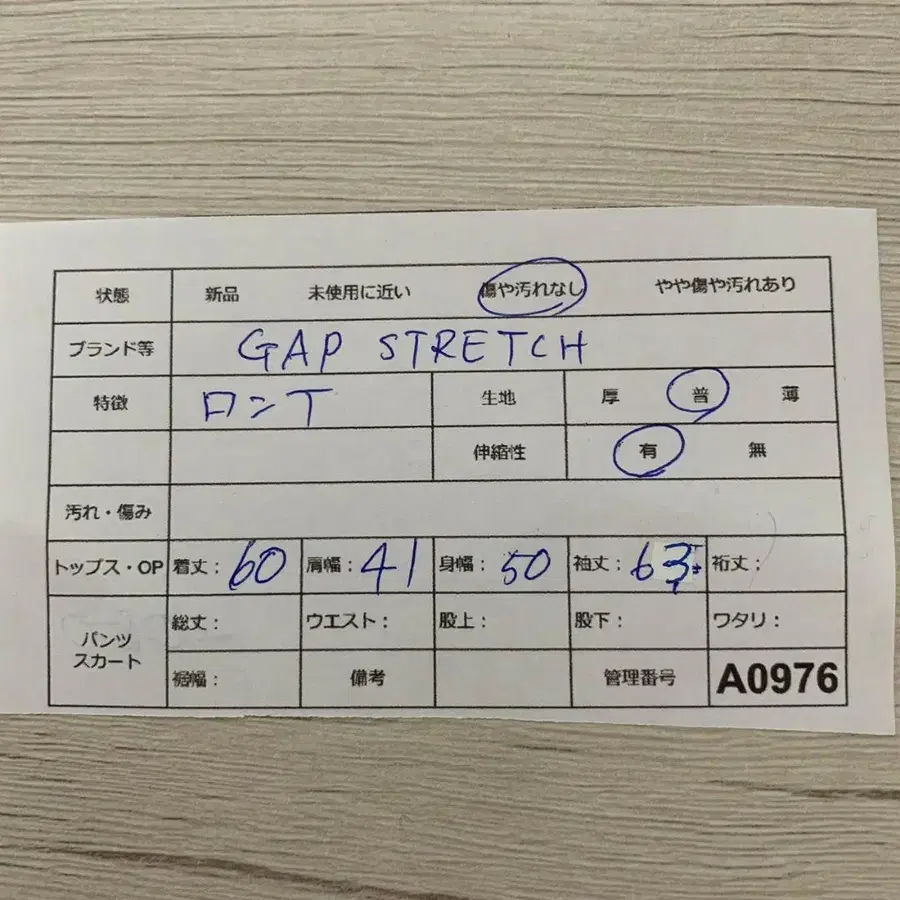 状態 新品 未使用に近い 傷や汚れなし やや傷や汚れあり
ブランド等 GAP STRETCH
特徴 ロンT 生地 厚 普 薄
伸縮性 有 無
汚れ・傷み
トップス・OP 着丈: 60 肩幅: 41 身幅: 50 袖丈: 63 裄丈:
パンツ 総丈: ウエスト: 股上: 股下: ワタリ:
スカート 裾幅: 備考 管理番号 A0976